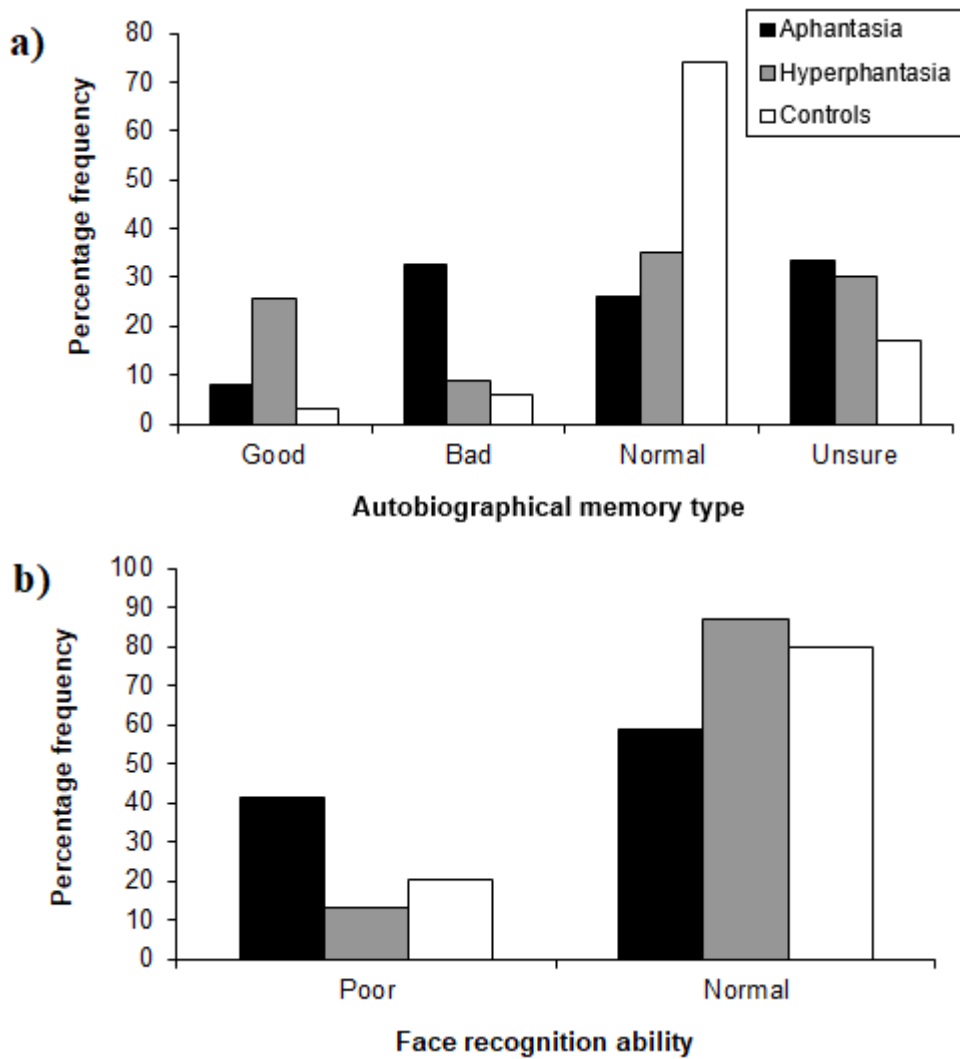 a)
Aphantasia
Hyperphantasia
Controls
Percentage frequency
80
70
60
50
40
30
20
10
0
Good Bad Normal Unsure
Autobiographical memory type
b)
Percentage frequency
100
90
80
70
60
50
40
30
20
10
0
Poor Normal
Face recognition ability